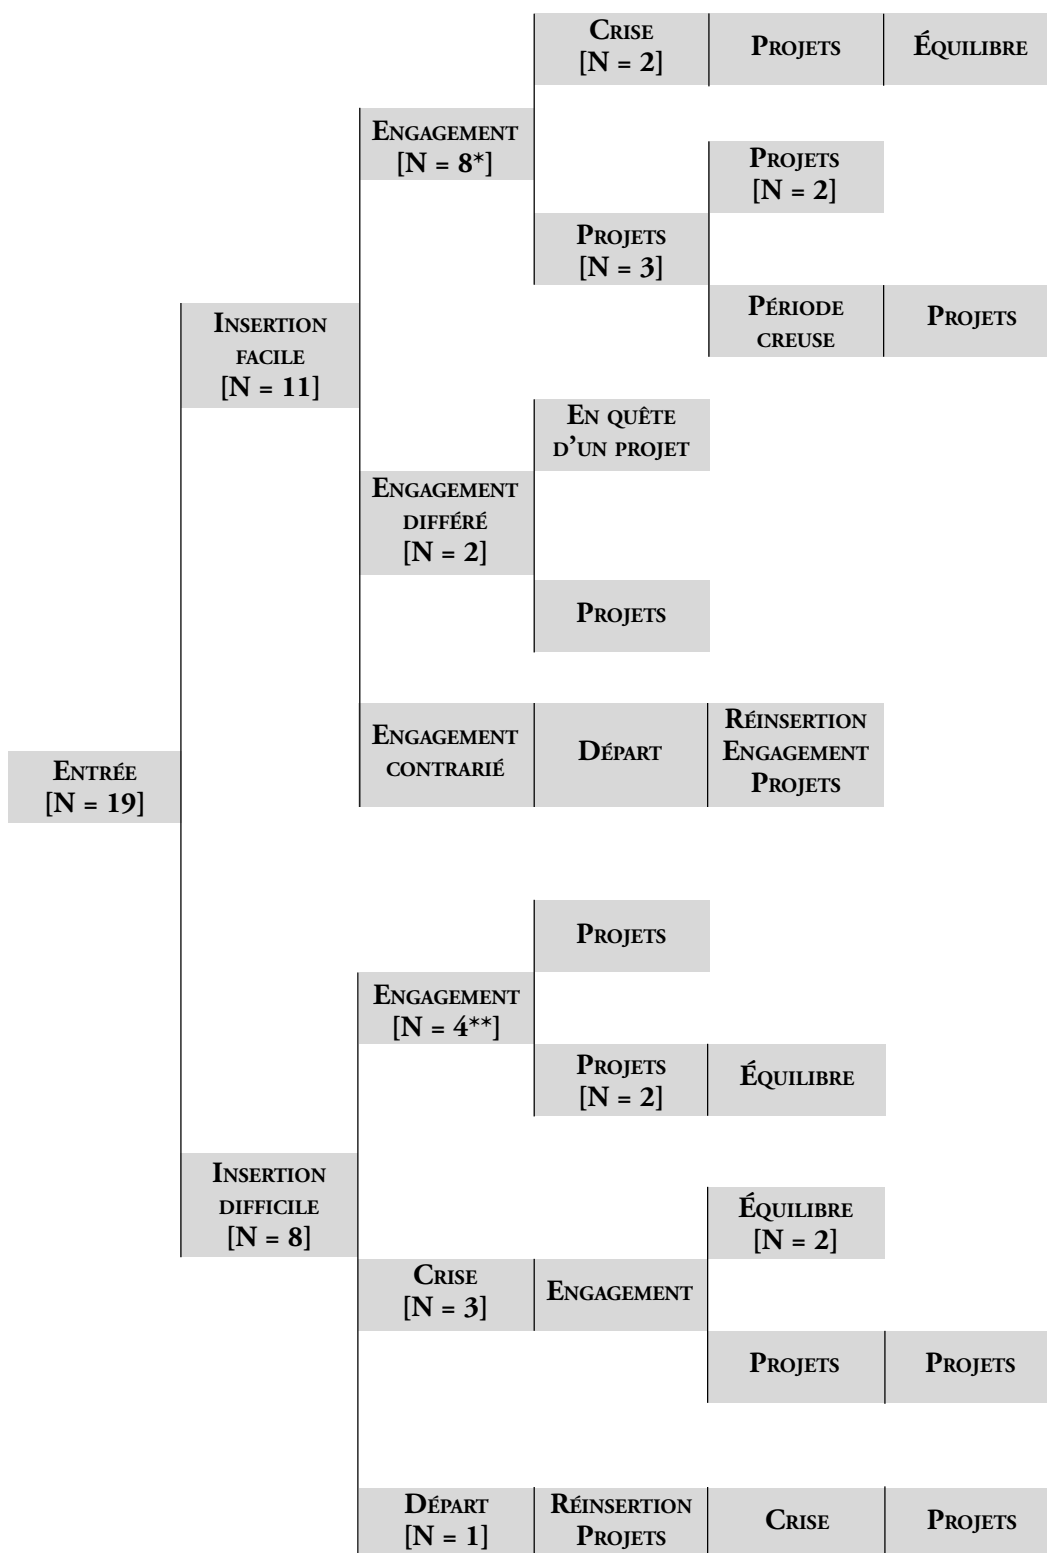 Crise
[N = 2]
Projets
Équilibre
Engagement
[N = 8*]
Projets
[N = 2]
Projets
[N = 3]
Période
creuse
Projets
Insertion
facile
[N = 11]
En quête
d'un projet
Engagement
différé
[N = 2]
Projets
Engagement
contrarié
Départ
Réinsertion
Engagement
Projets
Entrée
[N = 19]
Projets
Engagement
[N = 4**]
Projets
[N = 2]
Équilibre
Insertion
difficile
[N = 8]
Équilibre
[N = 2]
Crise
[N = 3]
Engagement
Projets
Projets
Départ
[N = 1]
Réinsertion
Projets
Crise
Projets